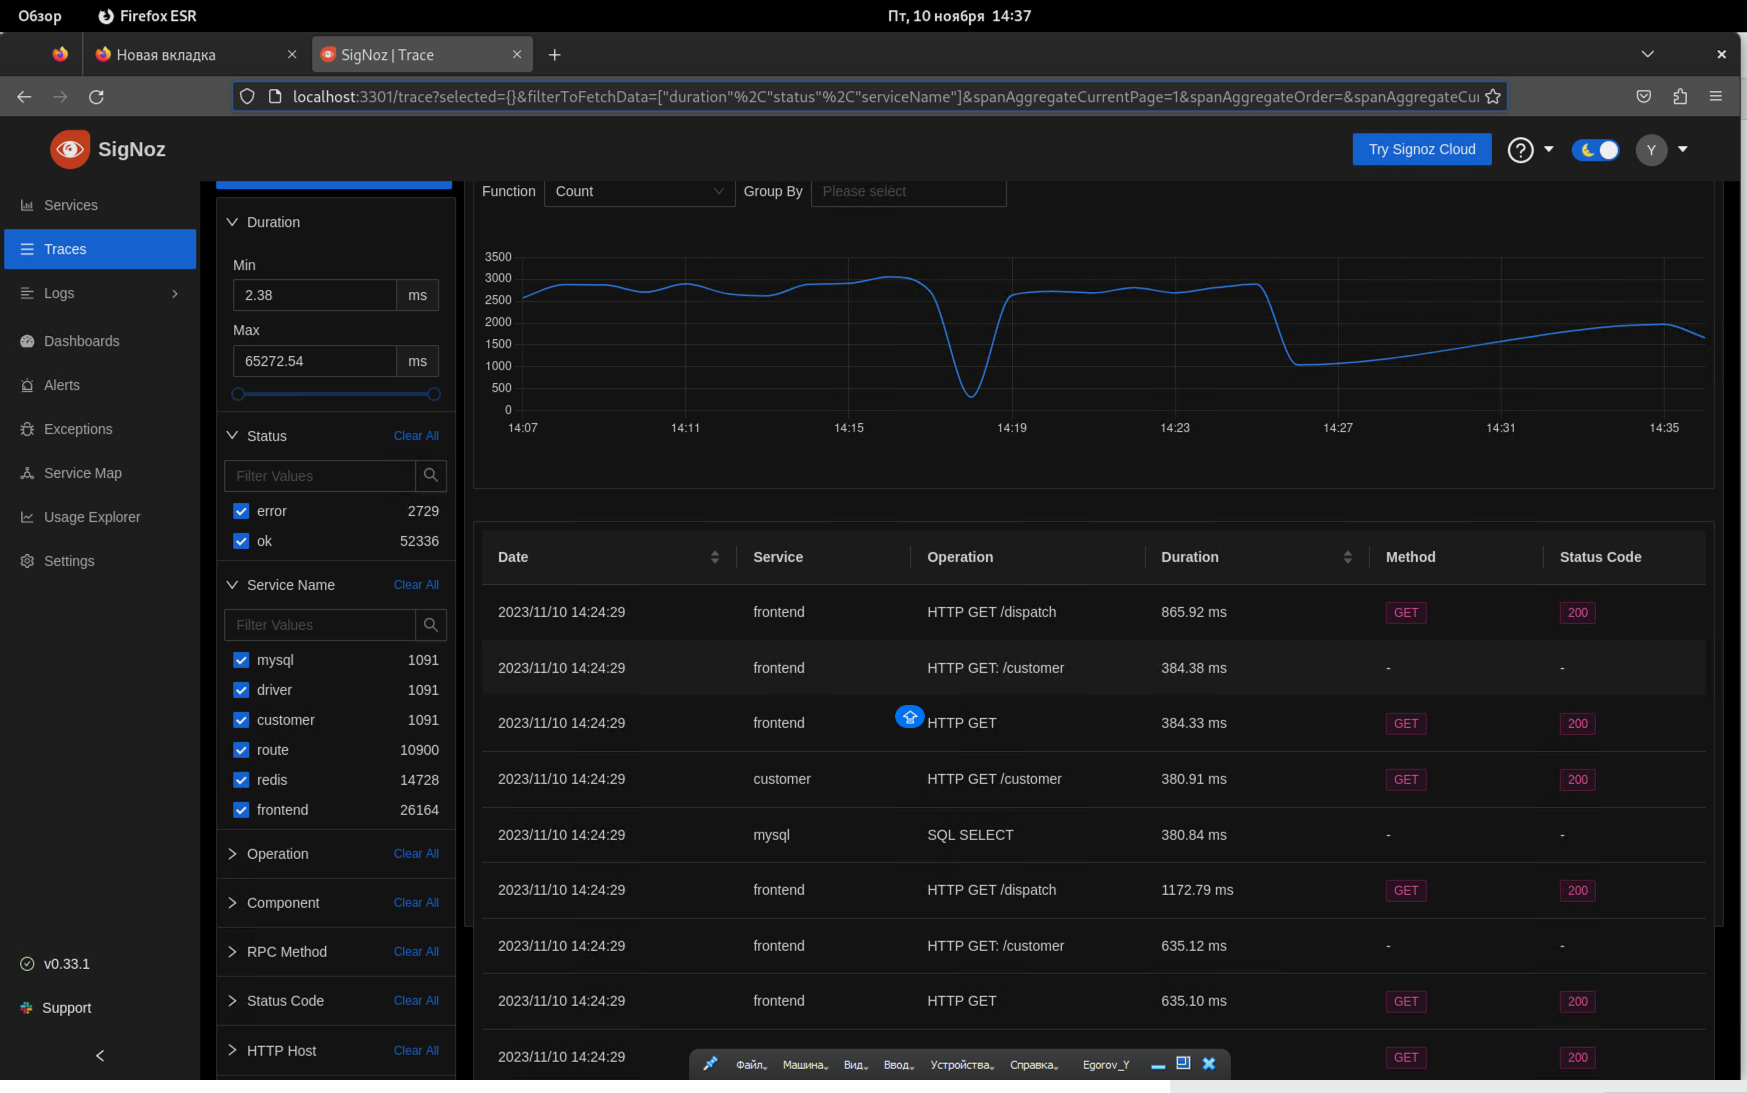 Обзор
Firefox ESR
Пт, 10 ноября 14:37
Новая вкладка
SigNoz | Trace
localhost:3301/trace?selected={}&filterToFetchData=["duration"%2C"status"%2C"serviceName"]&spanAggregateCurrentPage=1&spanAggregateOrder=&spanAggregateCur
SigNoz
Try Signoz Cloud
Y
Services
Traces
Logs
Dashboards
Alerts
Exceptions
Service Map
Usage Explorer
Settings
v0.33.1
Support
Duration
Min
2.38 ms
Max
65272.54 ms
Status Clear All
Filter Values
error 2729
ok 52336
Service Name Clear All
Filter Values
mysql 1091
driver 1091
customer 1091
route 10900
redis 14728
frontend 26164
Operation Clear All
Component Clear All
RPC Method Clear All
Status Code Clear All
HTTP Host Clear All
Function Count Group By Please select
3500
3000
2500
2000
1500
1000
500
0
14:07 14:11 14:15 14:19 14:23 14:27 14:31 14:35
Date Service Operation Duration Method Status Code
2023/11/10 14:24:29 frontend HTTP GET /dispatch 865.92 ms GET 200
2023/11/10 14:24:29 frontend HTTP GET: /customer 384.38 ms - -
2023/11/10 14:24:29 frontend HTTP GET 384.33 ms GET 200
2023/11/10 14:24:29 customer HTTP GET /customer 380.91 ms GET 200
2023/11/10 14:24:29 mysql SQL SELECT 380.84 ms - -
2023/11/10 14:24:29 frontend HTTP GET /dispatch 1172.79 ms GET 200
2023/11/10 14:24:29 frontend HTTP GET: /customer 635.12 ms - -
2023/11/10 14:24:29 frontend HTTP GET 635.10 ms GET 200
2023/11/10 14:24:29 GET 200
Файл Машина Вид Ввод Устройства Справка Egorov_Y